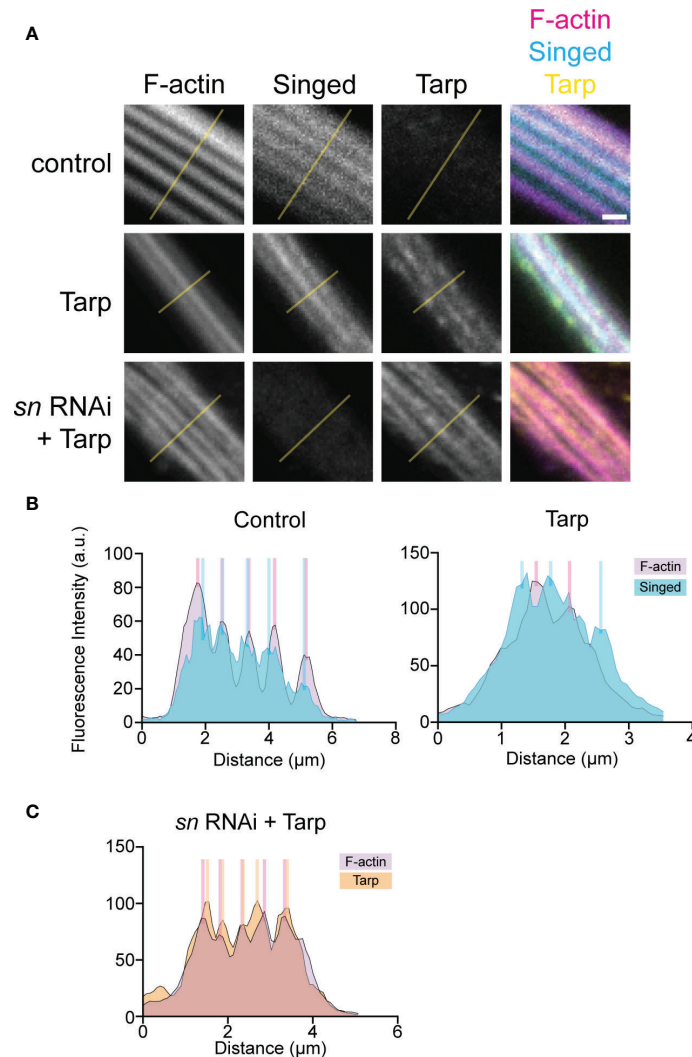 A
F-actin
Singed
Tarp
F-actin Singed Tarp
control
Tarp
sn RNAi
+ Tarp
B
Control
Fluorescence Intensity (a.u.)
100
80
60
40
20
0
0 2 4 6 8
Distance (µm)
Tarp
150
100
50
0
0 1 2 3 4
Distance (µm)
F-actin
Singed
C
sn RNAi + Tarp
150
100
50
0
0 2 4 6
Distance (µm)
F-actin
Tarp